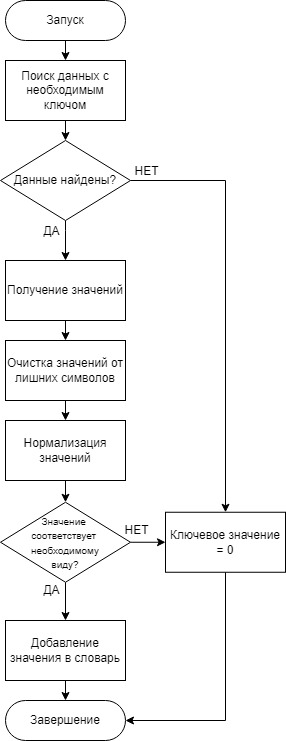 Запуск
Поиск данных с
необходимым
ключом
Данные найдены?
НЕТ
ДА
Получение значений
Очистка значений от
лишних символов
Нормализация
значений
Значение
соответствует
необходимому
виду?
НЕТ
Ключевое значение
= 0
ДА
Добавление
значения в словарь
Завершение